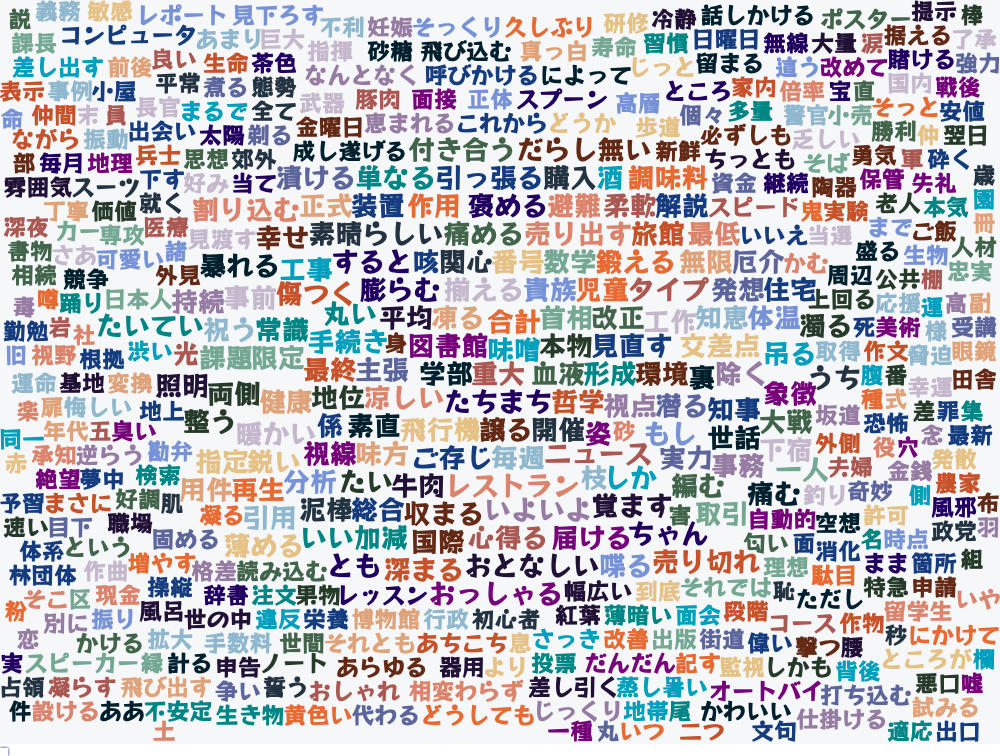 説 義務 敏感 レポート 見下ろす 不利 妊娠 そっくり 久しぶり 研修 冷静 話しかける ポスター 提示 棒
課長 コンピュータ あまり 巨大 指揮 砂糖 飛び込む 真っ白 寿命 習慣 日曜日 無線 大量 涙 据える 了承
差し出す 前後 良い 生命 茶色 なんとなく 呼びかける によって じっと 留まる 違う 改めて 賭ける 強力
表示 事例 小屋 平常 煮る 態勢 武器 豚肉 面接 正体 スプーン 高層 ところ 家内 倍率 宝 直 国内 戦後
命 仲間 末 員 長官 まるで 全て 金曜日 恵まれる これから どうか 歩道 個々 多量 警官 小売 そっと 安値
ながら 振動 出会い 太陽 剃る 成し遂げる 付き合う だらし無い 新鮮 必ずしも 乏しい 勝利 仲 翌日
部 毎月 地理 兵士 思想 郊外 ちっとも そば 勇気 軍 砕く 歳
雰囲気 スーツ 下す 好み 当て 漬ける 単なる 引っ張る 購入 酒 調味料 資金 継続 陶器 保管 失礼 園
丁寧 価値 就く 割り込む 正式 装置 作用 褒める 避難 柔軟 解説 スピード 鬼 実験 老人 本気 冊
深夜 カー 専攻 医療 見渡す 幸せ 素晴らしい 痛める 売り出す 旅館 最低 いいえ 当選 まで ご飯 人材
書物 さあ 可愛い 諸 暴れる 工事 すると 咳 関心 番号 数学 鍛える 無限 厄介 かむ 盛る 生物 忠実
相続 競争 外見 傷つく 膨らむ 揃える 貴族 児童 タイプ 発想 住宅 周辺 公共 棚
毒 噂 踊り 日本人 持続 事前 丸い 平均 凍る 合計 首相 改正 工作 知恵 体温 上回る 応援 運 高 副
勤勉 岩 社 たいてい 祝う 常識 手続き 身 図書館 味噌 本物 見直す 交差点 濁る 死 美術 様 受講
旧 視野 根拠 渋い 光 課題 限定 最終 主張 学部 重大 血液 形成 環境 裏 除く 吊る 取得 作文 脅迫 眼鏡
運命 基地 変換 照明 両側 健康 地位 涼しい たちまち 哲学 視点 潜る 知事 象徴 うち 腹 番 幸運 田舎
楽 扉 悔しい 地上 整う 暖かい 係 素直 飛行機 譲る 開催 姿 砂 もし 世話 大戦 坂道 種 式 恐怖 差 罪 集
同一 年代 五 臭い 承知 逆らう 勘弁 指定 鋭い 視線 味方 ご存じ 毎週 ニュース 実力 事務 下宿 外側 役 穴 念 最新
赤 絶望 夢中 検索 用件 再生 分析 たい 牛肉 レストラン 枝 しか 編む 一人 夫婦 金銭 発散
予習 まさに 好調 肌 凝る 引用 泥棒 総合 収まる いよいよ 覚ます 害 取引 痛む 釣り 奇妙 側 農家 風邪 布
速い 目下 職場 固める 薄める いい加減 国際 心得る 届ける ちゃん 自動的 空想 許可 政党 羽
体系 という 増やす 格差 読み込む とも 深まる おとなしい 喋る 売り切れ 匂い 面 消化 名 時点 理想 まま 箇所 組
林 団体 作曲 操縦 辞書 注文 果物 レッスン おっしゃる 幅広い 到底 それでは 恥 駄目 ただし 特急 申請
粉 そこ 区 現金 別に 振り 風呂 世の中 違反 栄養 博物館 行政 初心者 紅葉 薄暗い 面会 段階 コース 作物 留学生 いや
恋 かける 拡大 手数料 世間 それとも あちこち 息 さっき 改善 出版 街道 偉い 撃つ 腰 秒 にかけて
実 スピーカー 縁 計る 申告 ノート あらゆる 器用 より 投票 だんだん 記す 監視 しかも 背後 ところが 欄
占領 凝らす 飛び出す 争い 誓う おしゃれ 相変わらず 差し引く 蒸し暑い オートバイ 打ち込む 悪口 嘘
件 設ける ああ 不安定 生き物 黄色い 代わる どうしても じっくり 地帯 尾 かわいい 仕掛ける 試みる
土 一種 丸い つ 二つ 文句 適応 出口